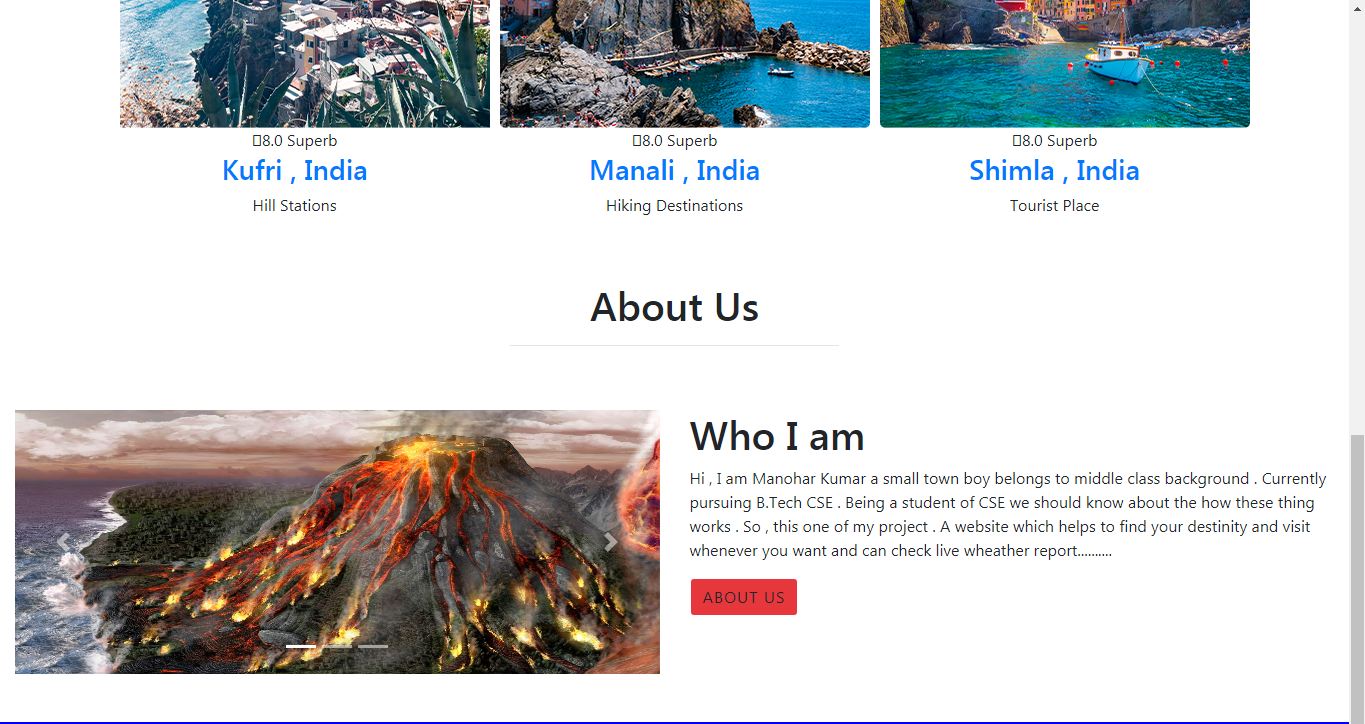 8.0 Superb
8.0 Superb
8.0 Superb
Kufri , India
Manali , India
Shimla , India
Hill Stations
Hiking Destinations
Tourist Place
About Us
Who I am
Hi , I am Manohar Kumar a small town boy belongs to middle class background . Currently
pursuing B.Tech CSE . Being a student of CSE we should know about the how these thing
works . So , this one of my project . A website which helps to find your destinity and visit
whenever you want and can check live wheather report..........
ABOUT US